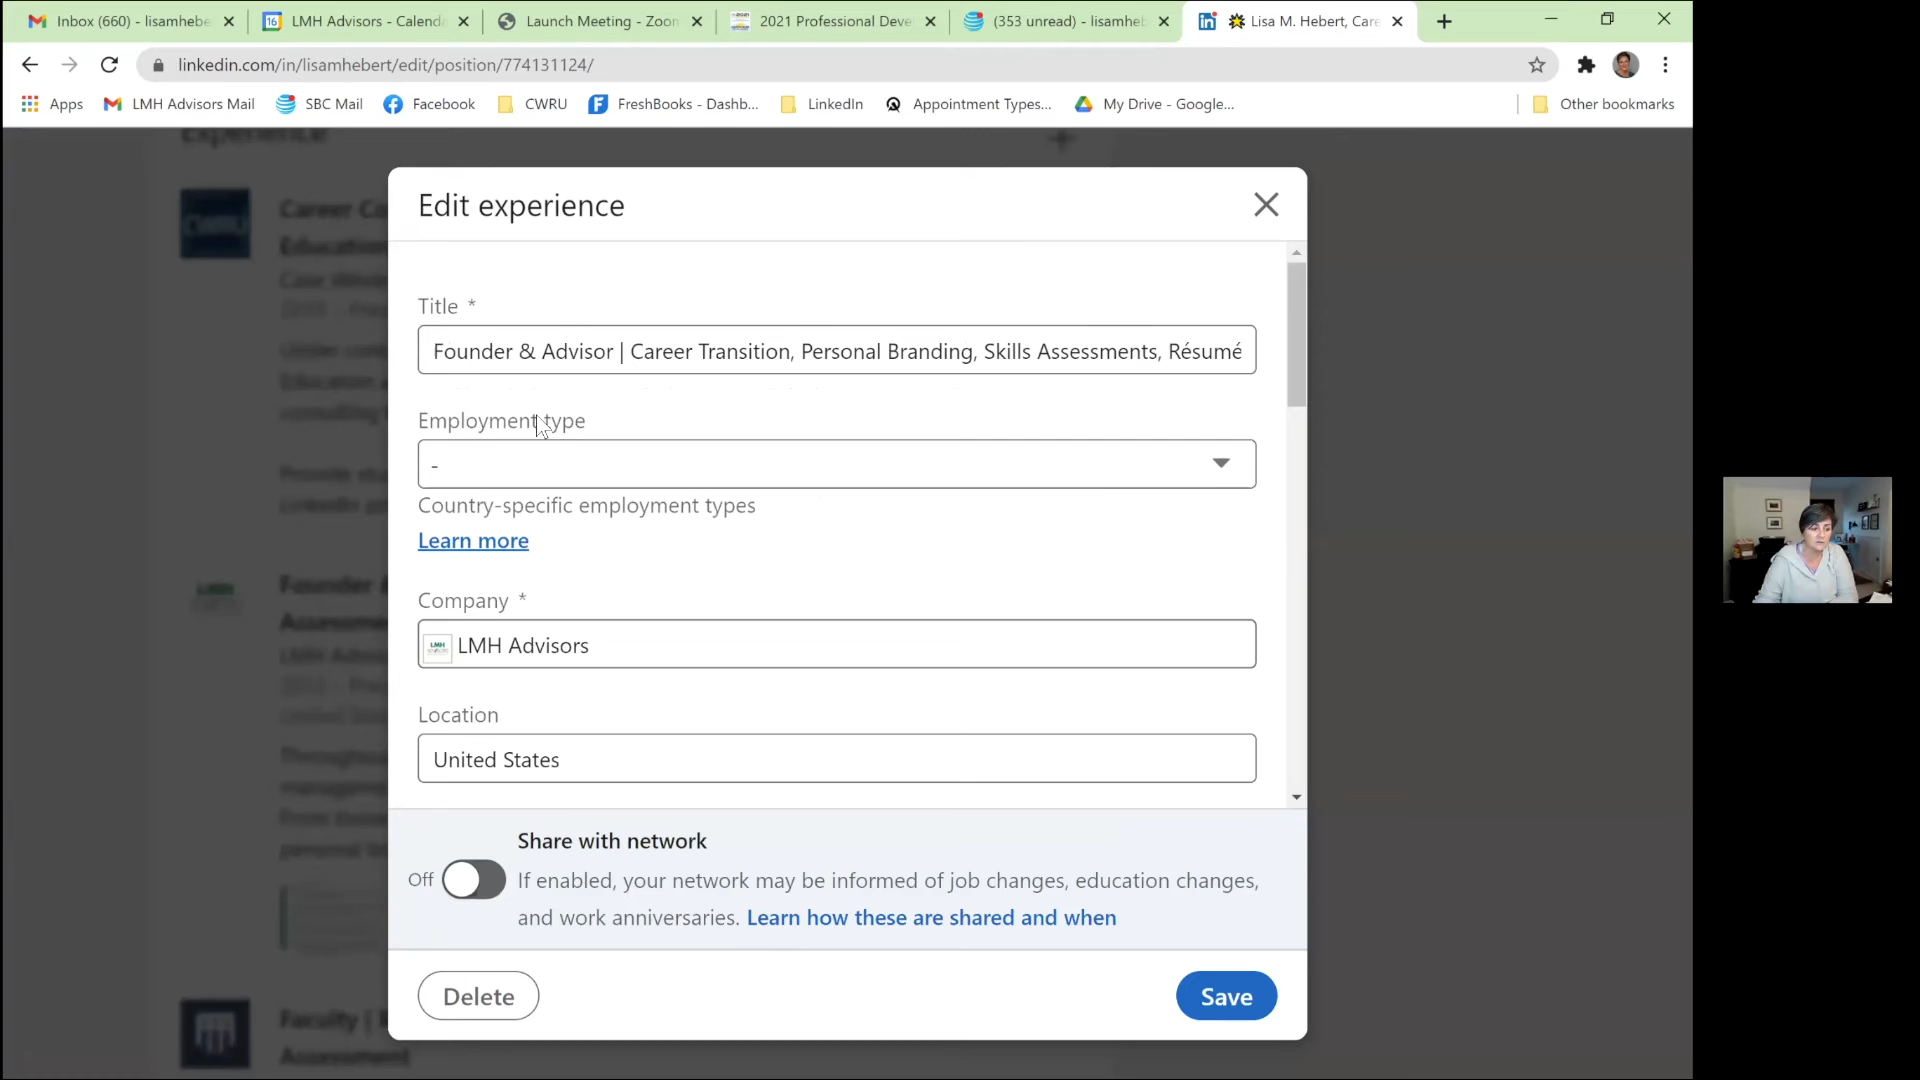 Inbox (660) - lisamhebe
LMH Advisors - Calenda
Launch Meeting - Zoom
2021 Professional Deve
(353 unread) - lisamheb
Lisa M. Hebert, Care
linkedin.com/in/lisamhebert/edit/position/774131124/
Apps
LMH Advisors Mail
SBC Mail
Facebook
CWRU
FreshBooks - Dashb...
LinkedIn
Appointment Types...
My Drive - Google...
Other bookmarks
Experience
Edit experience
Title *
Founder & Advisor | Career Transition, Personal Branding, Skills Assessments, Résumé
Employment type
-
Country-specific employment types
Learn more
Company *
LMH Advisors
Location
United States
Share with network
Off
If enabled, your network may be informed of job changes, education changes,
and work anniversaries. Learn how these are shared and when
Delete
Save